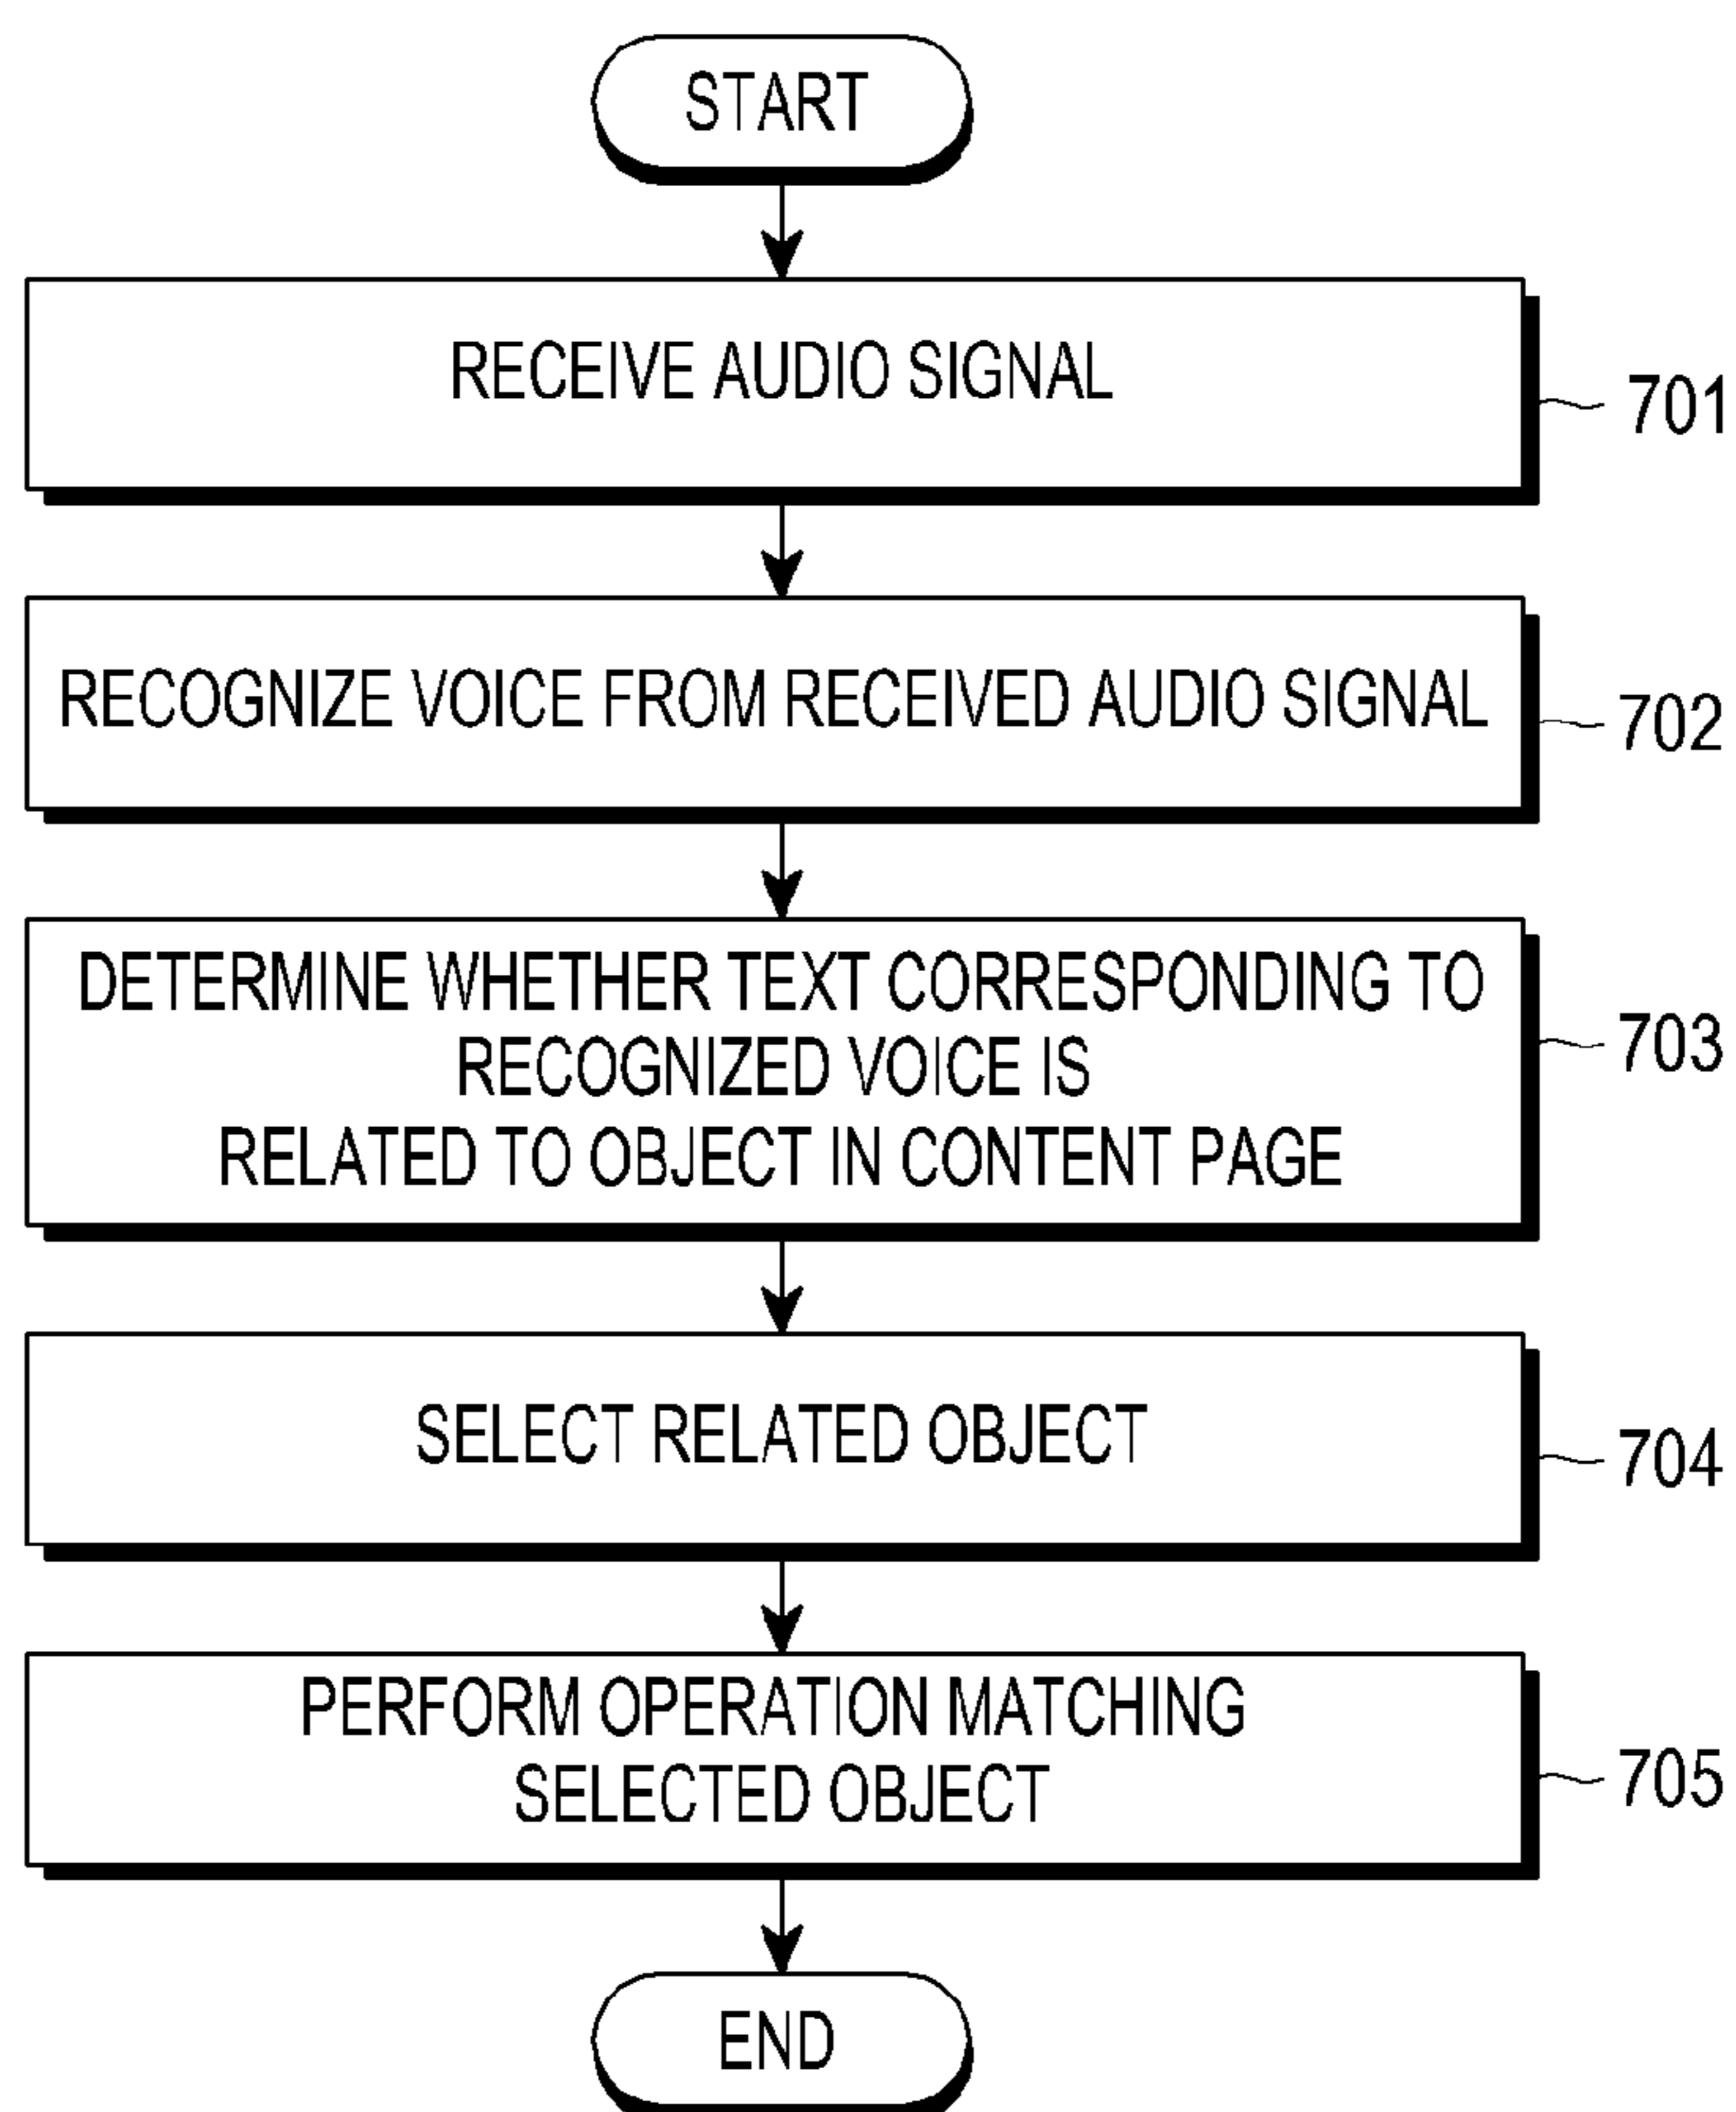 START
RECEIVE AUDIO SIGNAL
701
RECOGNIZE VOICE FROM RECEIVED AUDIO SIGNAL
702
DETERMINE WHETHER TEXT CORRESPONDING TO
RECOGNIZED VOICE IS
RELATED TO OBJECT IN CONTENT PAGE
703
SELECT RELATED OBJECT
704
PERFORM OPERATION MATCHING
SELECTED OBJECT
705
END